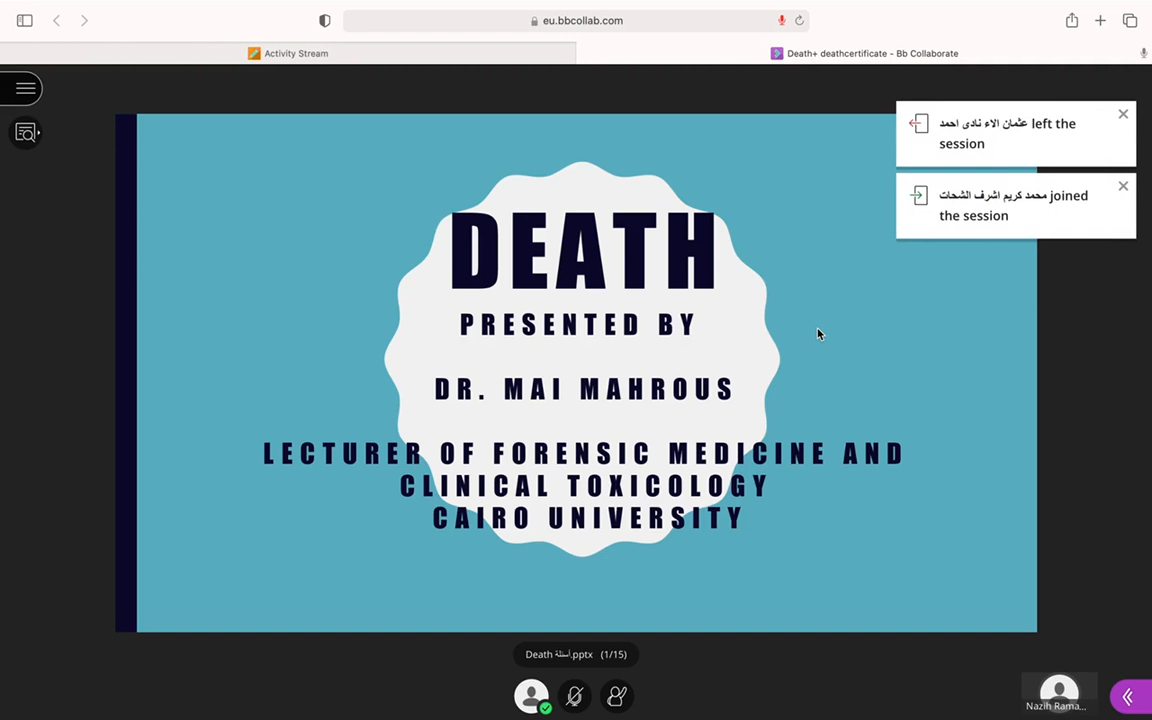 eu.bbcollab.com
Activity Stream
Death+ deathcertificate - Bb Collaborate
عثمان الاء نادى احمد left the
session
محمد كريم اشرف الشحات joined
the session
DEATH
PRESENTED BY
DR. MAI MAHROUS
LECTURER OF FORENSIC MEDICINE AND
CLINICAL TOXICOLOGY
CAIRO UNIVERSITY
Death أسئلة.pptx (1/15)
Nazih Rama...